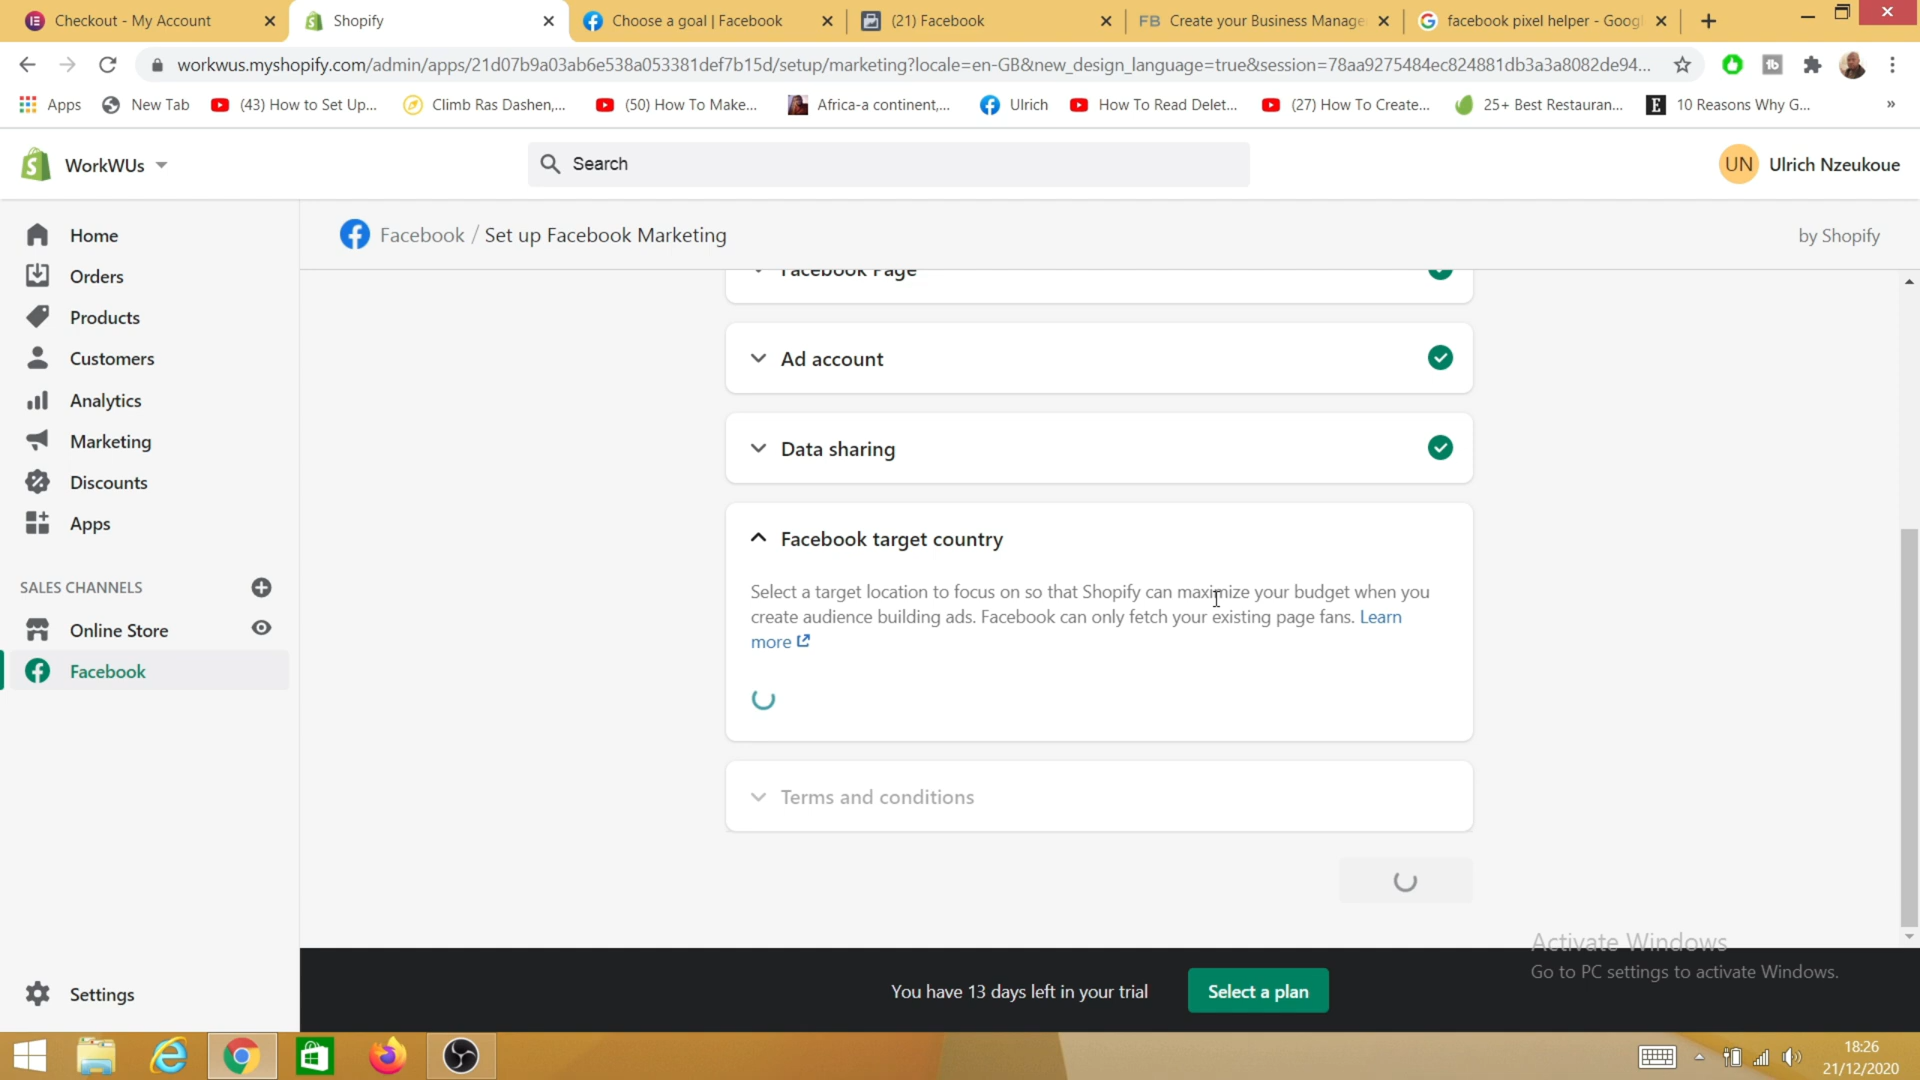 Checkout - My Account
Shopify
Choose a goal | Facebook
(21) Facebook
FB Create your Business Manage
facebook pixel helper - Goog
workwus.myshopify.com/admin/apps/21d07b9a03ab6e538a053381def7b15d/setup/marketing?locale=en-GB&new_design_language=true&session=78aa9275484ec824881db3a3a8082de94...
Apps
New Tab
(43) How to Set Up...
Climb Ras Dashen,...
(50) How To Make...
Africa-a continent,...
Ulrich
How To Read Delet...
(27) How To Create...
25+ Best Restauran...
E 10 Reasons Why G...
»
WorkWUs
Search
UN Ulrich Nzeukoue
Home
Orders
Products
Customers
Analytics
Marketing
Discounts
Apps
SALES CHANNELS
Online Store
Facebook
Settings
Facebook / Set up Facebook Marketing
by Shopify
Facebook Page
Ad account
Data sharing
Facebook target country
Select a target location to focus on so that Shopify can maximize your budget when you
create audience building ads. Facebook can only fetch your existing page fans. Learn
more
Terms and conditions
Activate Windows
Go to PC settings to activate Windows.
You have 13 days left in your trial
Select a plan
18:26
21/12/2020